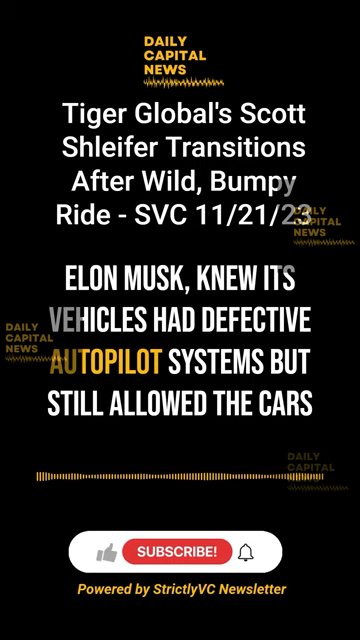 DAILY
CAPITAL
NEWS
Tiger Global's Scott
Shleifer Transitions
After Wild, Bumpy
Ride - SVC 11/21/23
DAILY
CAPITAL
NEWS
ELON MUSK, KNEW ITS
VEHICLES HAD DEFECTIVE
AUTOPILOT SYSTEMS BUT
STILL ALLOWED THE CARS
DAILY
CAPITAL
NEWS
DAILY
CAPITAL
NEWS
SUBSCRIBE!
Powered by StrictlyVC Newsletter